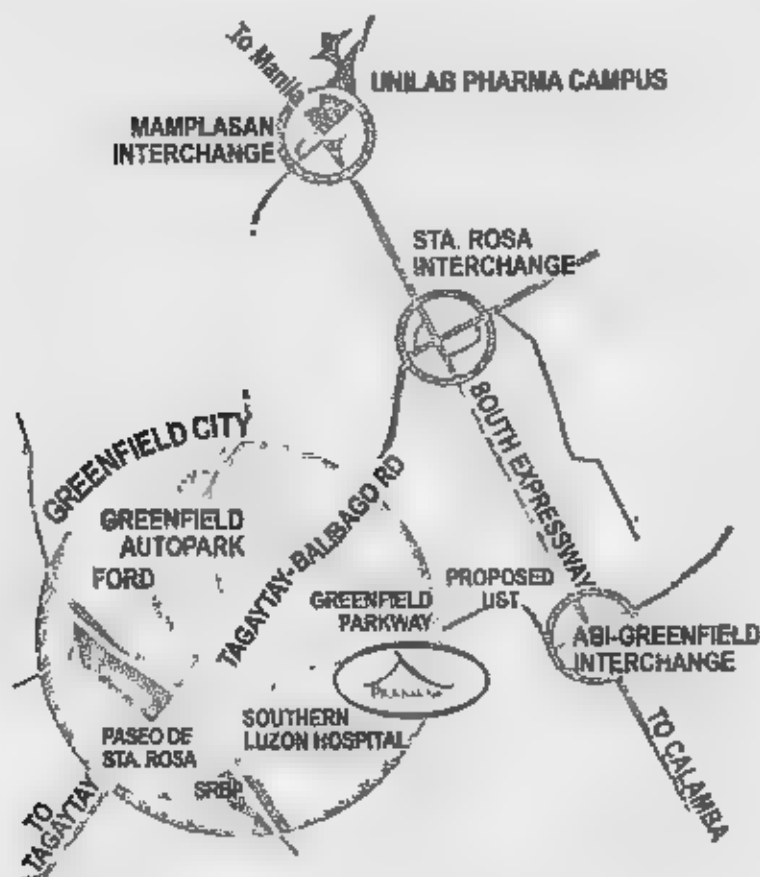 To Manila
UNILAB PHARMA CAMPUS
MAMPLASAN
INTERCHANGE
STA. ROSA
INTERCHANGE
SOUTH EXPRESSWAY
GREENFIELD CITY
GREENFIELD
AUTOPARK
FORD
TAGAYTAY-BALIBAGO RD
GREENFIELD
PARKWAY
PROPOSED
UST
ABI-GREENFIELD
INTERCHANGE
SOUTHERN
LUZON HOSPITAL
PASEO DE
STA. ROSA
SRBP
TO
TAGAYTAY
TO CALAMBA